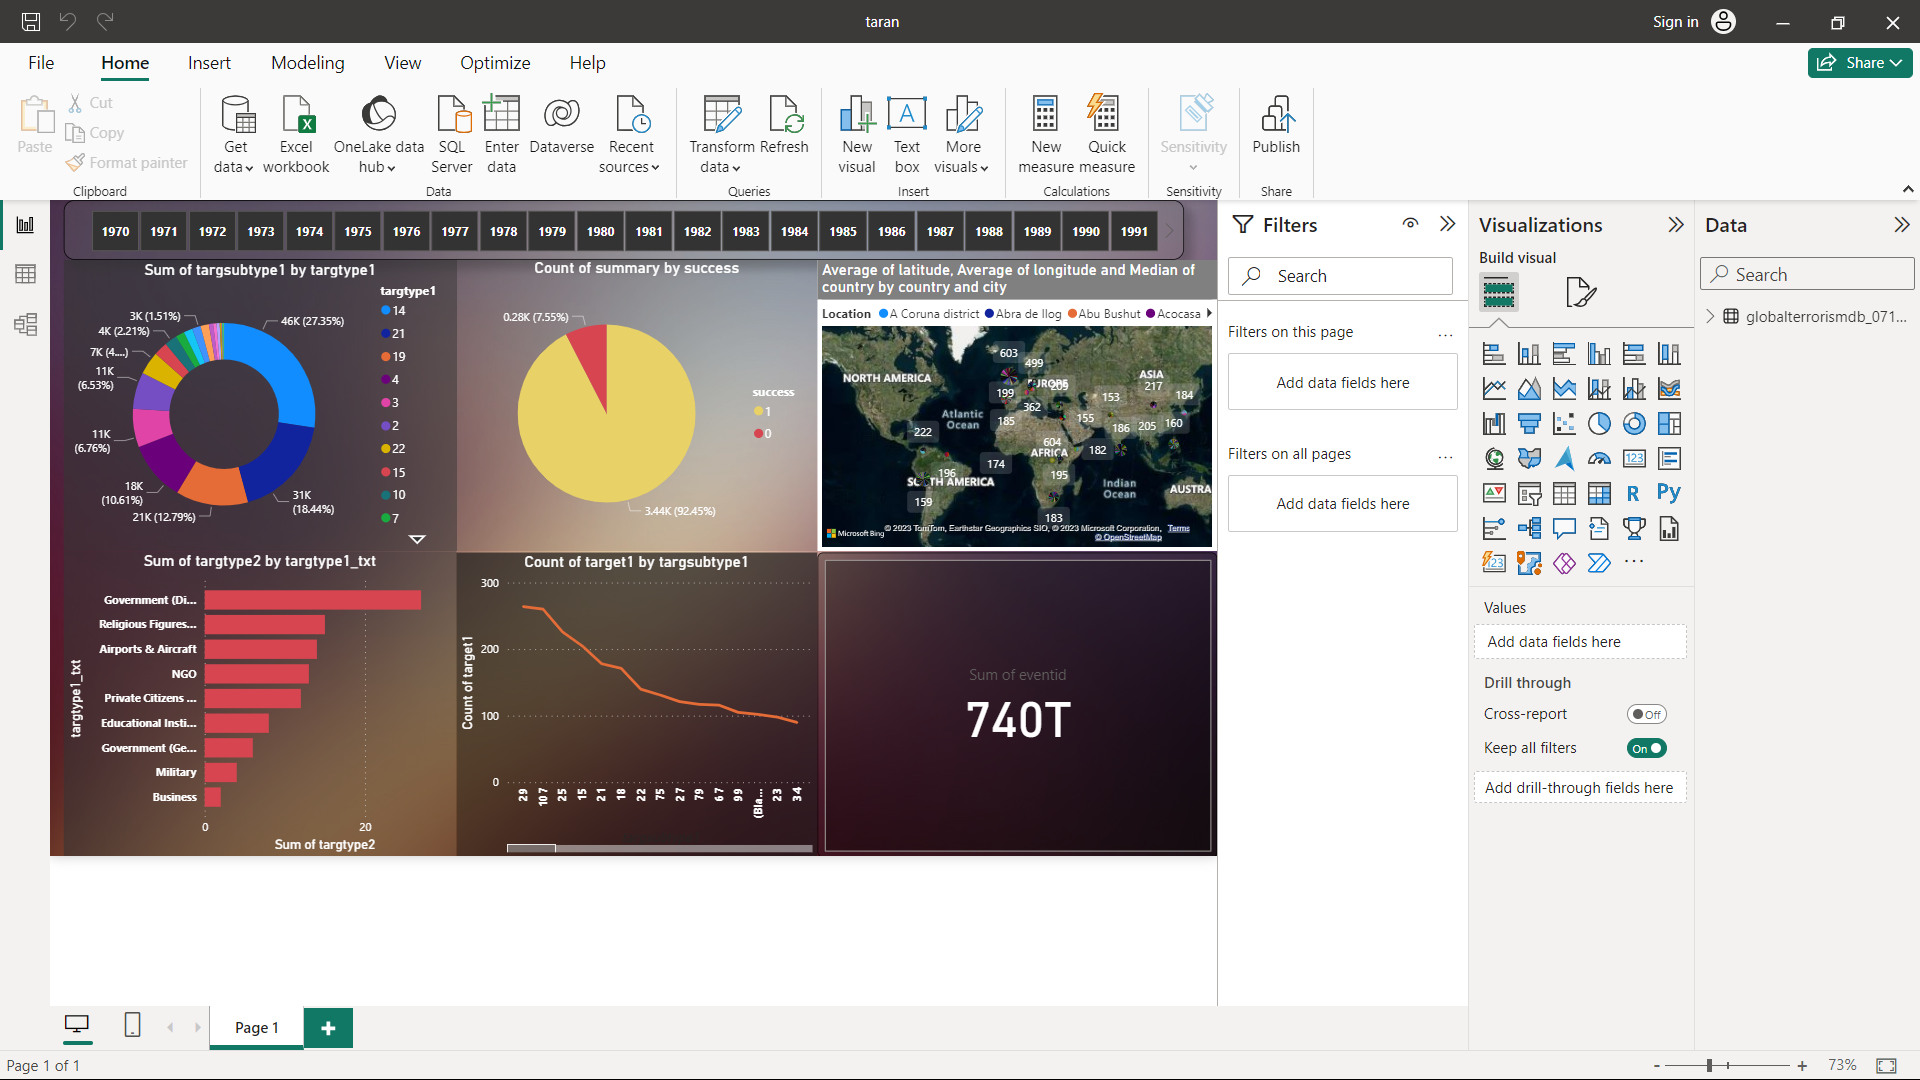 taran
Sign in
File Home Insert Modeling View Optimize Help
Share
Paste
Cut
Copy
Format painter
Clipboard
Get data
Excel workbook
OneLake data hub
SQL Server
Enter data
Dataverse
Recent sources
Data
Transform data
Refresh
Queries
New visual
Text box
More visuals
Insert
New measure
Quick measure
Calculations
Sensitivity
Sensitivity
Publish
Share
1970 1971 1972 1973 1974 1975 1976 1977 1978 1979 1980 1981 1982 1983 1984 1985 1986 1987 1988 1989 1990 1991
Sum of targsubtype1 by targtype1
targtype1
14
21
19
4
3
2
22
15
10
7
46K (27.35%)
31K
(18.44%)
21K (12.79%)
18K
(10.61%)
11K
(6.76%)
11K
(6.53%)
7K (4....)
4K (2.21%)
3K (1.51%)
Count of summary by success
0.28K (7.55%)
3.44K (92.45%)
success
1
0
Average of latitude, Average of longitude and Median of
country by country and city
Location A Coruna district Abra de Ilog Abu Bushut Acocasa
NORTH AMERICA
Atlantic
Ocean
EUROPE
ASIA
AFRICA
SOUTH AMERICA
Indian
Ocean
AUSTRA
603
499
199
209
362
185
222
217
184
153
155
186
205
160
604
182
174
195
196
159
183
Microsoft Bing
© 2023 TomTom, Earthstar Geographics SIO, © 2023 Microsoft Corporation, Terms
© OpenStreetMap
Sum of targtype2 by targtype1_txt
targtype1_txt
Government (Di...
Religious Figures...
Airports & Aircraft
NGO
Private Citizens ...
Educational Insti...
Government (Ge...
Military
Business
0 20
Sum of targtype2
Count of target1 by targsubtype1
Count of target1
300
200
100
0
29 107 25 15 21 18 22 75 27 79 67 99 (Bla... 23 34
Sum of eventid
740T
Filters
Search
Filters on this page
...
Add data fields here
Filters on all pages
...
Add data fields here
Visualizations
Build visual
123
R
Py
123
...
Values
Add data fields here
Drill through
Cross-report
Off
Keep all filters
On
Add drill-through fields here
Data
Search
globalterrorismdb_071...
Page 1
+
Page 1 of 1
- + 73%